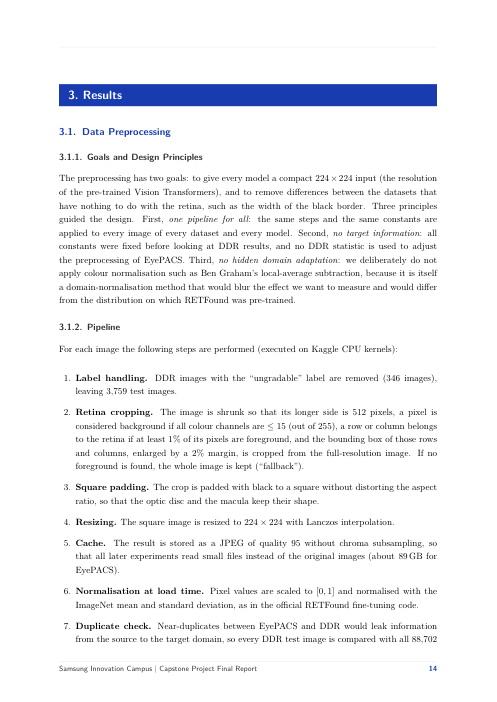 3. Results
3.1. Data Preprocessing
3.1.1. Goals and Design Principles
The preprocessing has two goals: to give every model a compact 224 × 224 input (the resolution
of the pre-trained Vision Transformers), and to remove differences between the datasets that
have nothing to do with the retina, such as the width of the black border. Three principles
guided the design. First, one pipeline for all: the same steps and the same constants are
applied to every image of every dataset and every model. Second, no target information: all
constants were fixed before looking at DDR results, and no DDR statistic is used to adjust
the preprocessing of EyePACS. Third, no hidden domain adaptation: we deliberately do not
apply colour normalisation such as Ben Graham's local-average subtraction, because it is itself
a domain-normalisation method that would blur the effect we want to measure and would differ
from the distribution on which RETFound was pre-trained.
3.1.2. Pipeline
For each image the following steps are performed (executed on Kaggle CPU kernels):
1. Label handling. DDR images with the “ungradable” label are removed (346 images),
leaving 3,759 test images.
2. Retina cropping. The image is shrunk so that its longer side is 512 pixels, a pixel is
considered background if all colour channels are ≤ 15 (out of 255), a row or column belongs
to the retina if at least 1% of its pixels are foreground, and the bounding box of those rows
and columns, enlarged by a 2% margin, is cropped from the full-resolution image. If no
foreground is found, the whole image is kept (“fallback”).
3. Square padding. The crop is padded with black to a square without distorting the aspect
ratio, so that the optic disc and the macula keep their shape.
4. Resizing. The square image is resized to 224 × 224 with Lanczos interpolation.
5. Cache. The result is stored as a JPEG of quality 95 without chroma subsampling, so
that all later experiments read small files instead of the original images (about 89 GB for
EyePACS).
6. Normalisation at load time. Pixel values are scaled to [0, 1] and normalised with the
ImageNet mean and standard deviation, as in the official RETFound fine-tuning code.
7. Duplicate check. Near-duplicates between EyePACS and DDR would leak information
from the source to the target domain, so every DDR test image is compared with all 88,702
Samsung Innovation Campus | Capstone Project Final Report 14